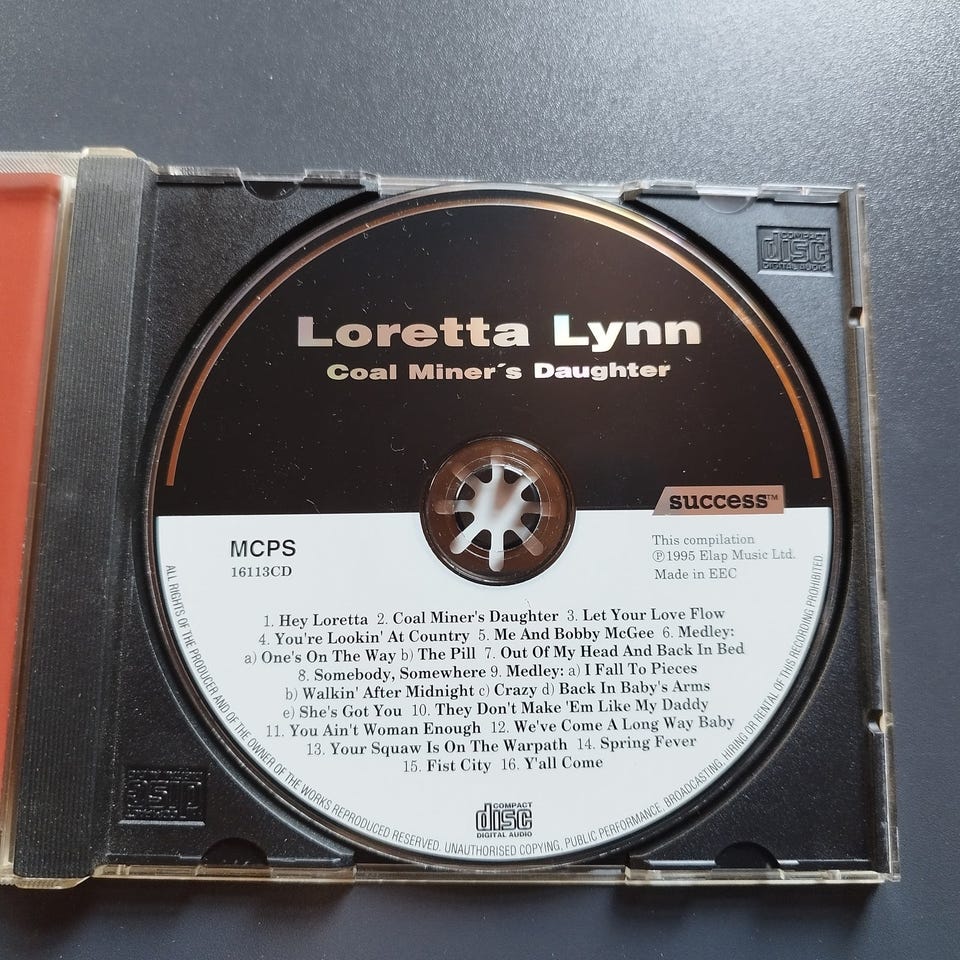 COMPACT
disc
DIGITAL AUDIO
Loretta Lynn
Coal Miner´s Daughter
success™
MCPS
16113CD
This compilation
℗1995 Elap Music Ltd.
Made in EEC
1. Hey Loretta 2. Coal Miner's Daughter 3. Let Your Love Flow
4. You're Lookin' At Country 5. Me And Bobby McGee 6. Medley:
a) One's On The Way b) The Pill 7. Out Of My Head And Back In Bed
8. Somebody, Somewhere 9. Medley: a) I Fall To Pieces
b) Walkin' After Midnight c) Crazy d) Back In Baby's Arms
e) She's Got You 10. They Don't Make 'Em Like My Daddy
11. You Ain't Woman Enough 12. We've Come A Long Way Baby
13. Your Squaw Is On The Warpath 14. Spring Fever
15. Fist City 16. Y'all Come
COMPACT
disc
DIGITAL AUDIO
ALL RIGHTS OF THE PRODUCER AND OF THE OWNER OF THE WORKS REPRODUCED RESERVED. UNAUTHORISED COPYING, PUBLIC PERFORMANCE, BROADCASTING, HIRING OR RENTAL OF THIS RECORDING PROHIBITED.